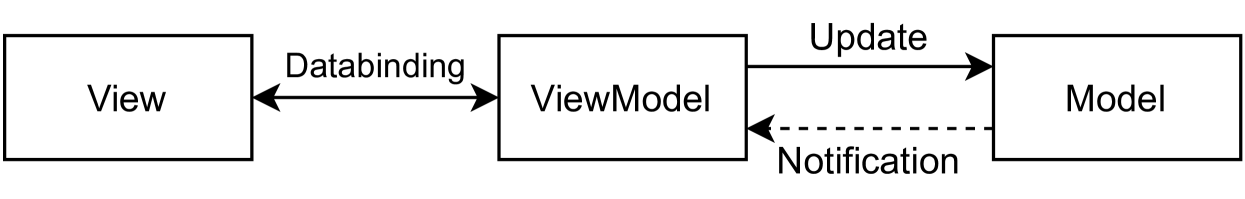 View
Databinding
ViewModel
Update
Notification
Model